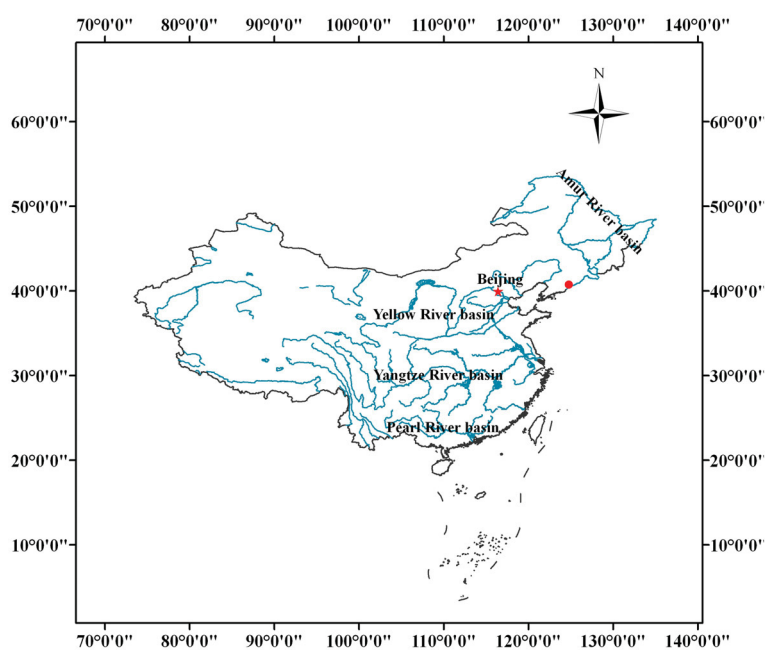 70°0'0" 80°0'0" 90°0'0" 100°0'0" 110°0'0" 120°0'0" 130°0'0" 140°0'0"
N
60°0'0" 60°0'0"
50°0'0" 50°0'0"
Amur River basin
Beijing
40°0'0" 40°0'0"
Yellow River basin
30°0'0" 30°0'0"
Yangtze River basin
Pearl River basin
20°0'0" 20°0'0"
10°0'0" 10°0'0"
70°0'0" 80°0'0" 90°0'0" 100°0'0" 110°0'0" 120°0'0" 130°0'0" 140°0'0"